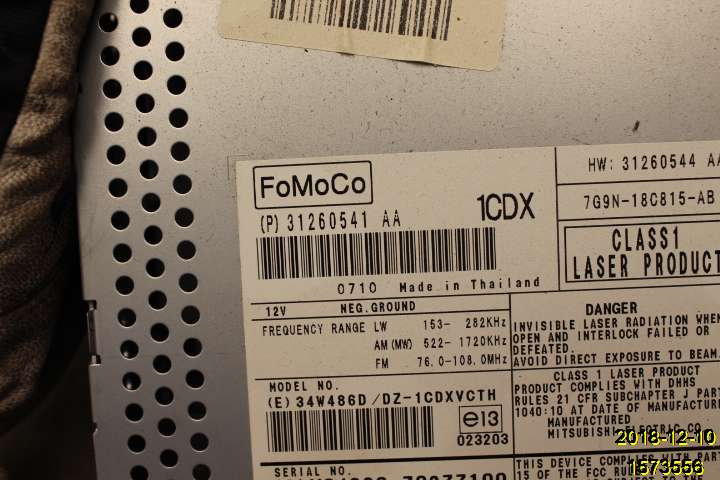 FoMoCo
(P) 31260541 AA
1CDX
0710 Made in Thailand
HW: 31260544 AA
7G9N-18C815-AB
CLASS1
LASER PRODUCT
12V NEG.GROUND
FREQUENCY RANGE LW 153- 282KHz
AM (MW) 522- 1720KHz
FM 76.0-108.0MHz
MODEL NO.
(E) 34W486D/DZ-1CDXVCTH
e13
023203
SERIAL NO.
DANGER
INVISIBLE LASER RADIATION WHEN
OPEN AND INTERLOCK FAILED OR
DEFEATED.
AVOID DIRECT EXPOSURE TO BEAM.
CLASS 1 LASER PRODUCT
PRODUCT COMPLIES WITH DHHS
RULES 21 CFR SUBCHAPTER J PART
1040:10 AT DATE OF MANUFACTURE
MANUFACTURED
MITSUBISHI ELECTRIC CO
THIS DEVICE COMPLIES WITH PART
15 OF THE FCC
2018-12-10
1573556